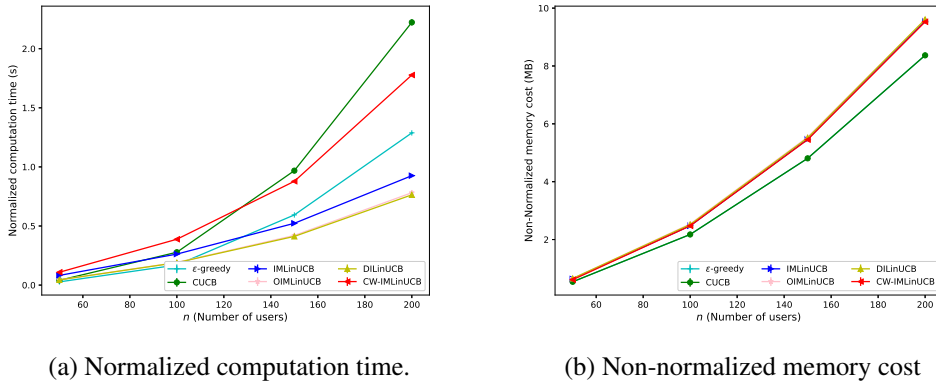 Normalized computation time (s)
2.0
1.5
1.0
0.5
0.0
60 80 100 120 140 160 180 200
n (Number of users)
ε-greedy
CUCB
IMLinUCB
OIMLinUCB
DILinUCB
CW-IMLinUCB
(a) Normalized computation time.
Non-Normalized memory cost (MB)
10
8
6
4
2
60 80 100 120 140 160 180 200
n (Number of users)
ε-greedy
CUCB
IMLinUCB
OIMLinUCB
DILinUCB
CW-IMLinUCB
(b) Non-normalized memory cost